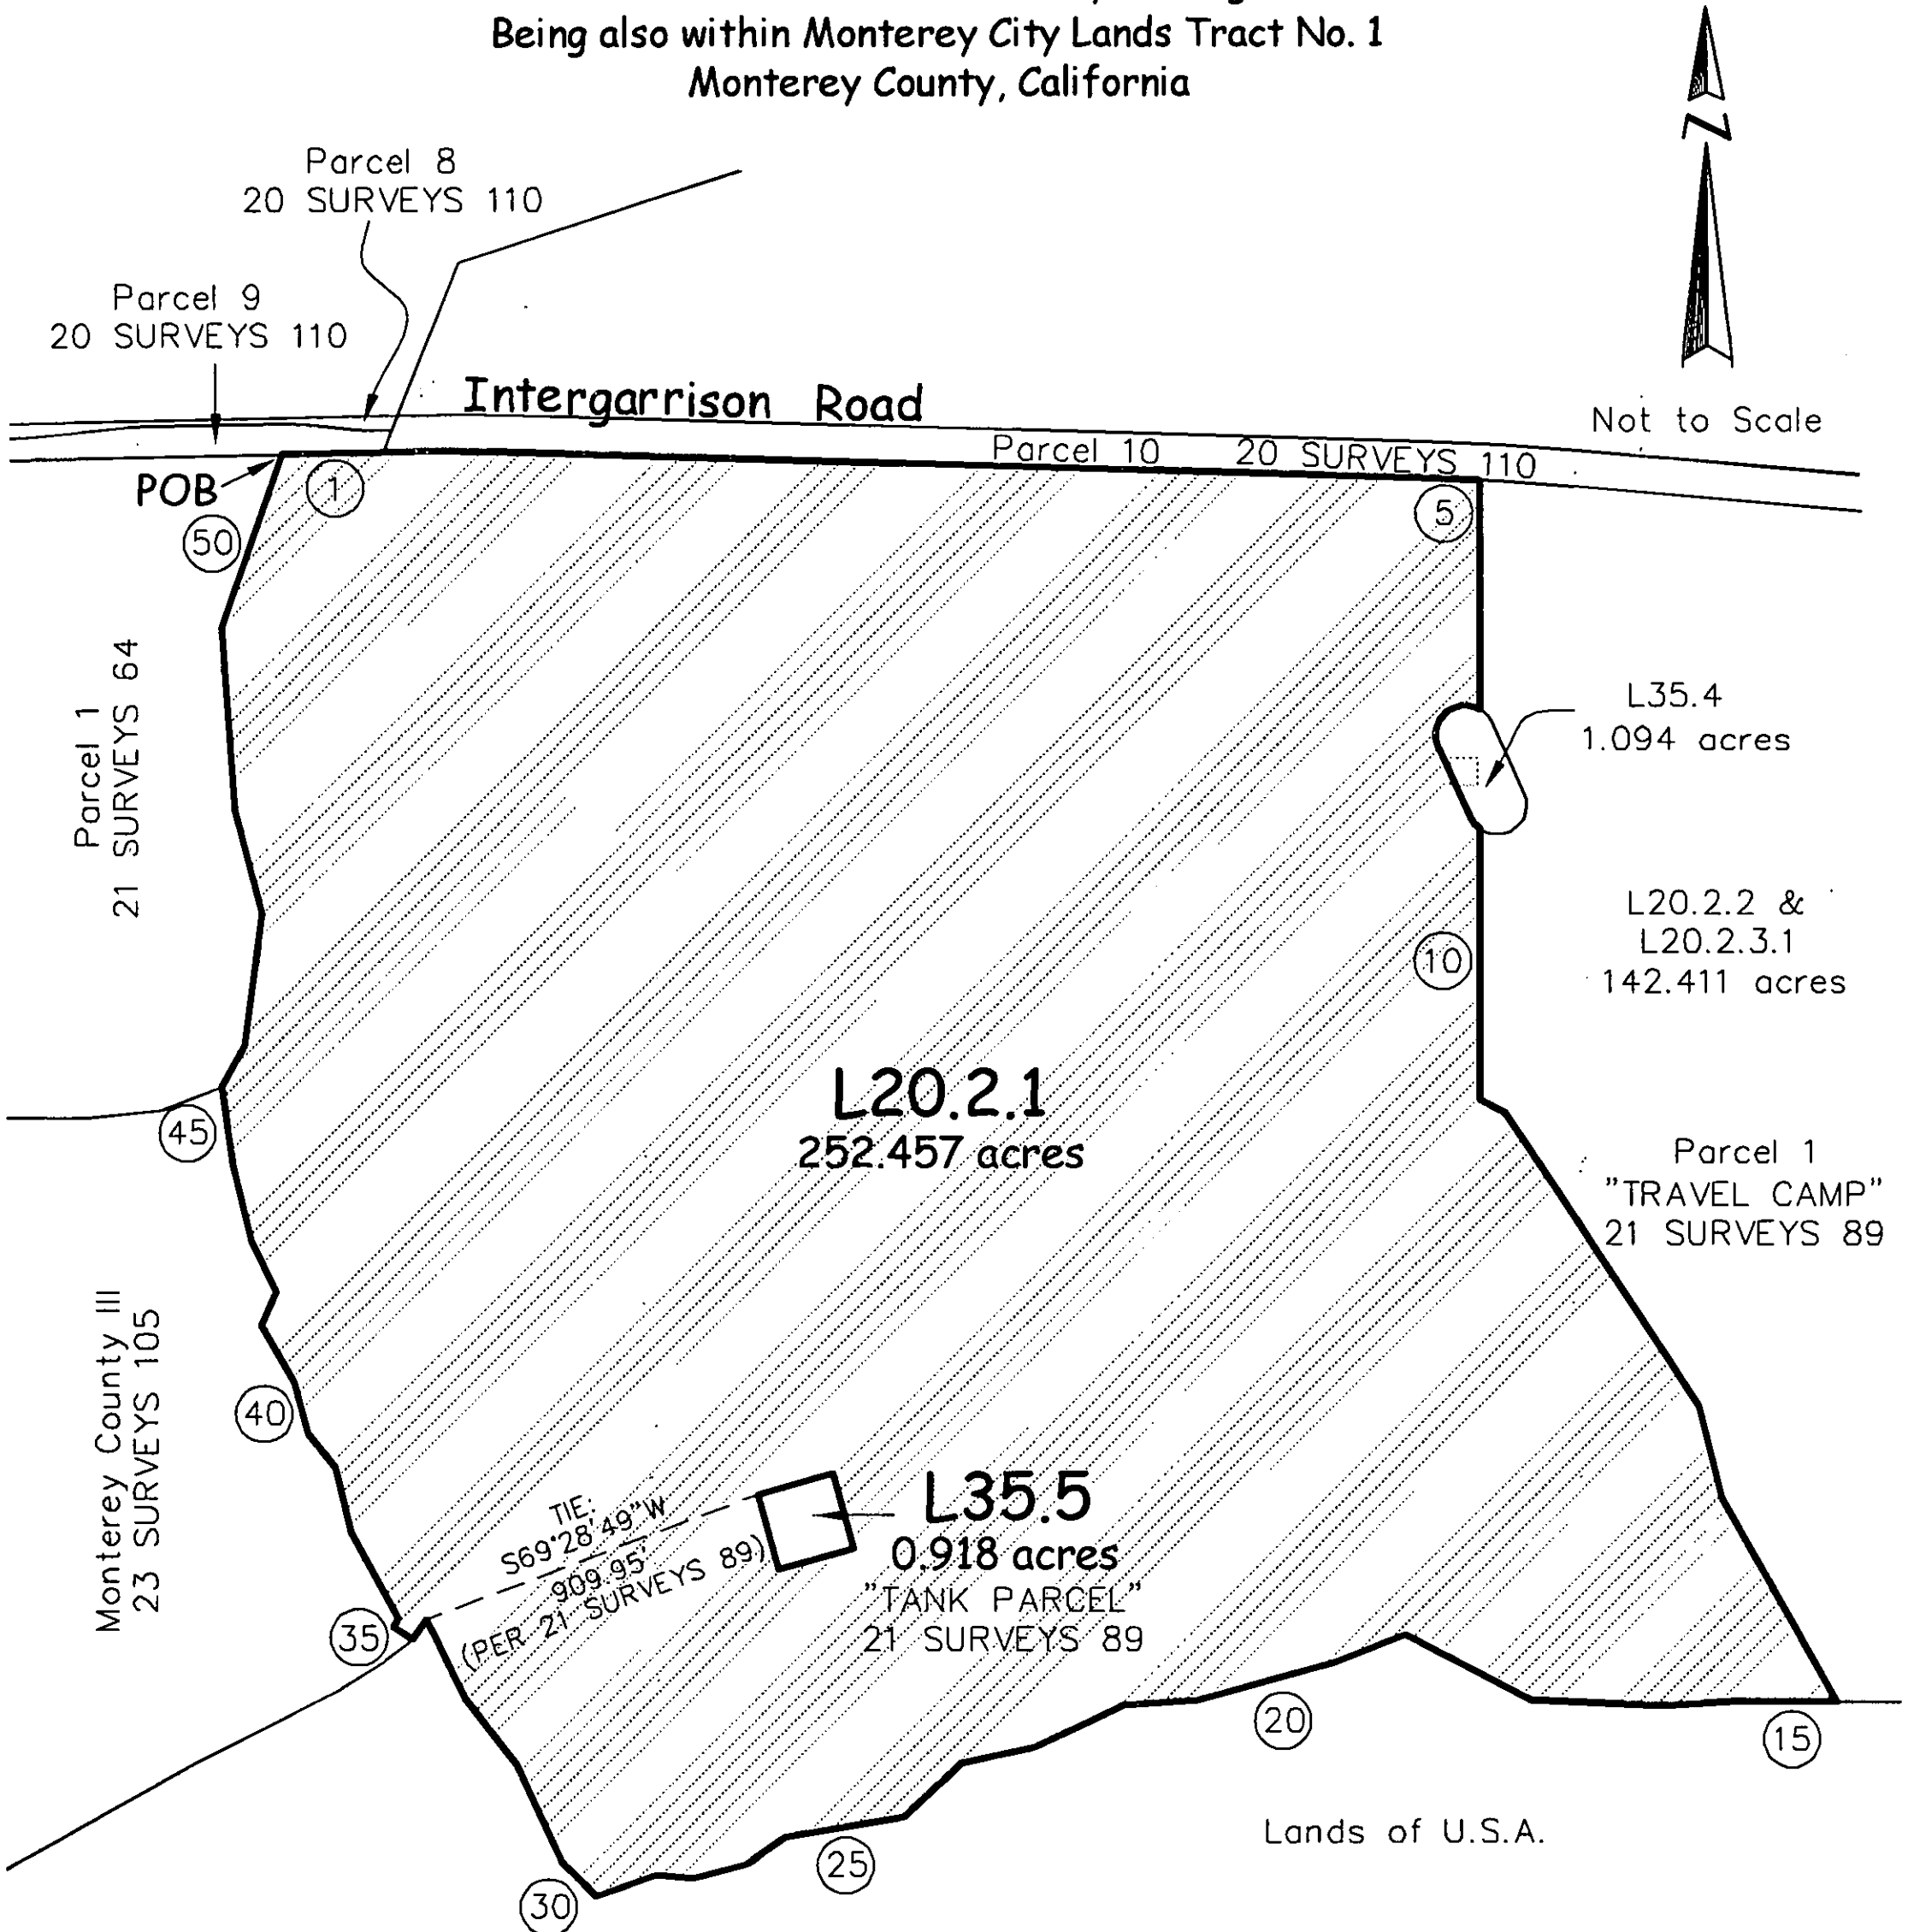 Being also within Monterey City Lands Tract No. 1
Monterey County, California
N
Not to Scale
Parcel 8
20 SURVEYS 110
Parcel 9
20 SURVEYS 110
Intergarrison Road
Parcel 10 20 SURVEYS 110
POB
1
5
50
Parcel 1
21 SURVEYS 64
L35.4
1.094 acres
L20.2.2 &
L20.2.3.1
142.411 acres
10
L20.2.1
252.457 acres
45
Parcel 1
"TRAVEL CAMP"
21 SURVEYS 89
Monterey County III
23 SURVEYS 105
40
TIE:
S69°28'49"W
909.95'
(PER 21 SURVEYS 89)
L35.5
0.918 acres
"TANK PARCEL"
21 SURVEYS 89
35
20
15
Lands of U.S.A.
25
30